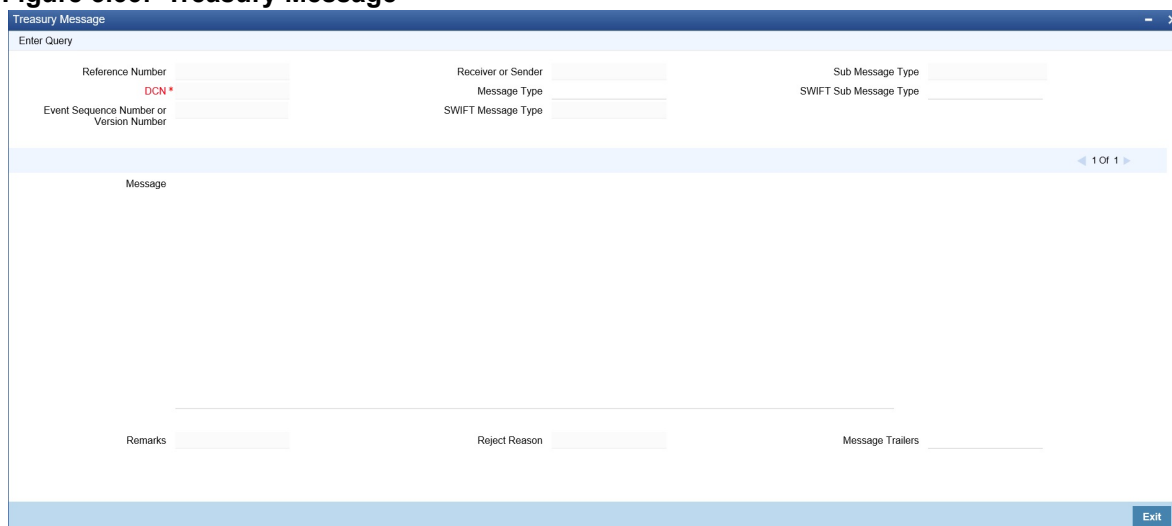 Figure Treasury Message
Treasury Message
Enter Query
Reference Number Receiver or Sender Sub Message Type
DCN * Message Type SWIFT Sub Message Type
Event Sequence Number or SWIFT Message Type
Version Number
1 Of 1
Message
Remarks Reject Reason Message Trailers
Exit